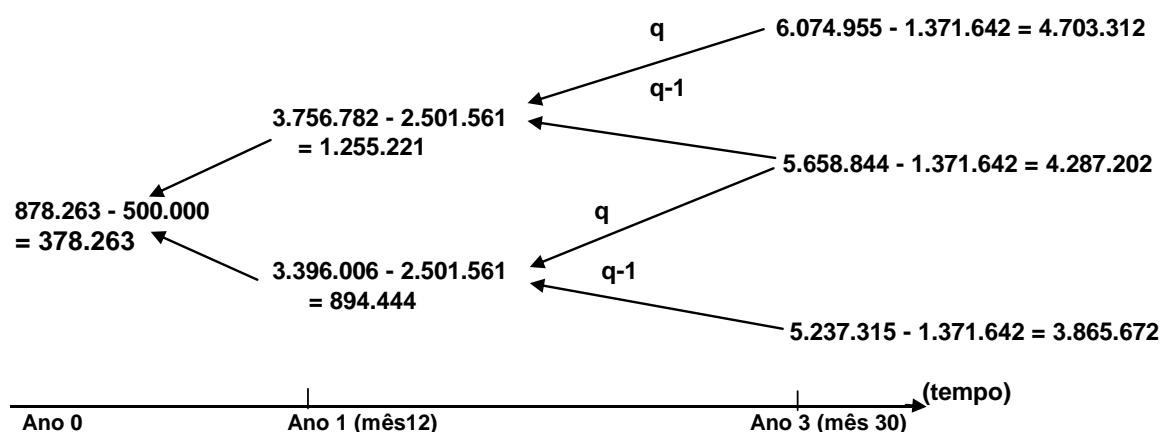 q
6.074.955 - 1.371.642 = 4.703.312
q-1
3.756.782 - 2.501.561
= 1.255.221
5.658.844 - 1.371.642 = 4.287.202
878.263 - 500.000
= 378.263
q
3.396.006 - 2.501.561
= 894.444
q-1
5.237.315 - 1.371.642 = 3.865.672
(tempo)
Ano 0
Ano 1 (mês12)
Ano 3 (mês 30)